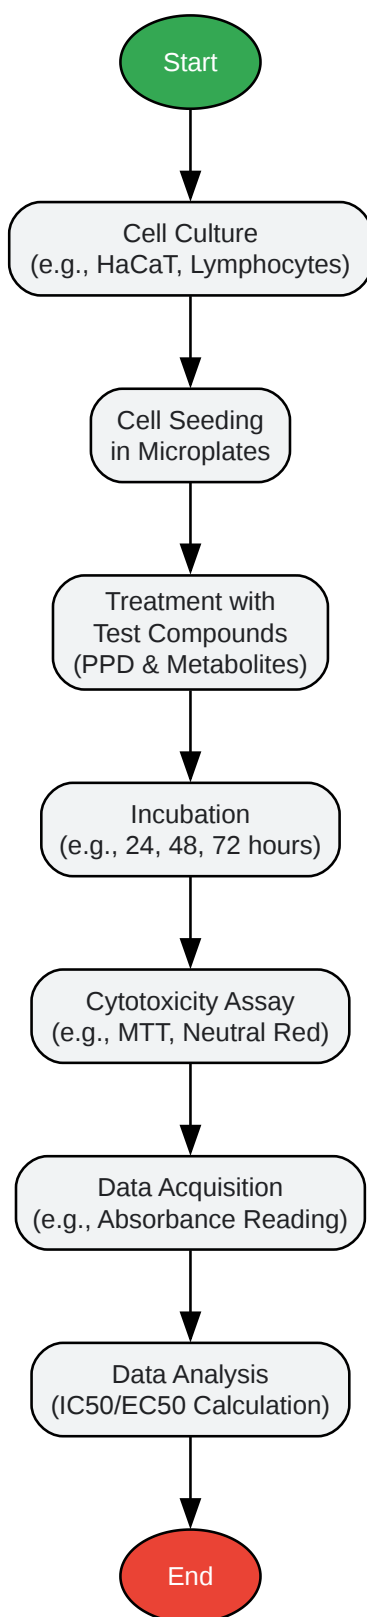 Start
Cell Culture
(e.g., HaCaT, Lymphocytes)
Cell Seeding
in Microplates
Treatment with
Test Compounds
(PPD & Metabolites)
Incubation
(e.g., 24, 48, 72 hours)
Cytotoxicity Assay
(e.g., MTT, Neutral Red)
Data Acquisition
(e.g., Absorbance Reading)
Data Analysis
(IC50/EC50 Calculation)
End